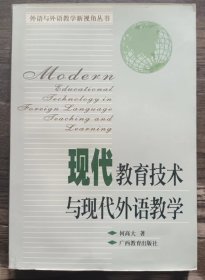 外语与外语教学新视角丛书
Modern
Educational
Technology in
Foreign Language
Teaching and
Learning
现代教育技术
与现代外语教学
何高大 著
广西教育出版社